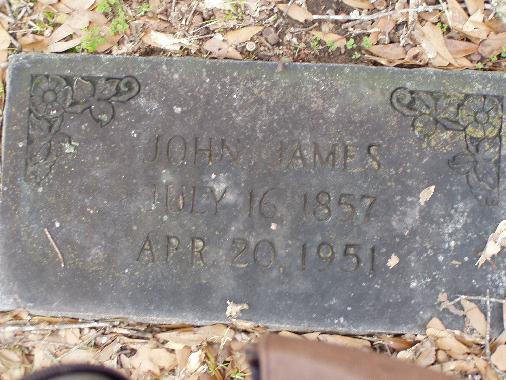 JOHN JAMES
JULY 16, 1857
APR. 20, 1951